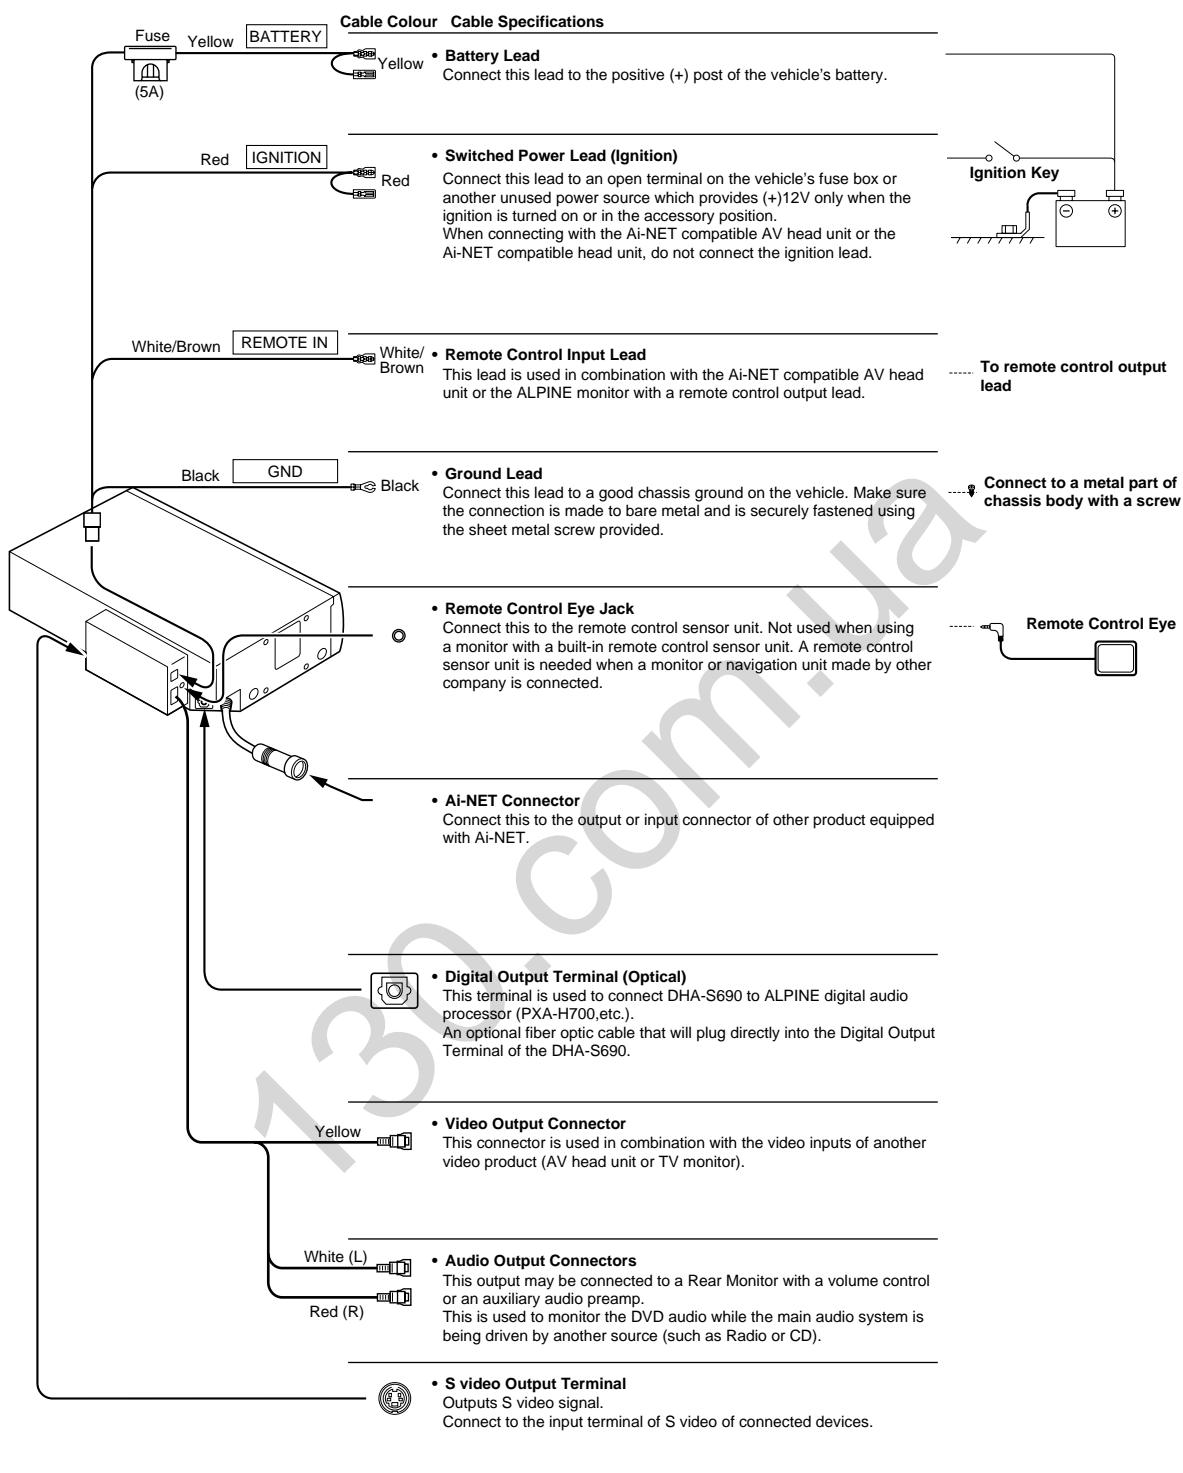 Cable Colour Cable Specifications
Fuse
Yellow
BATTERY
(5A)
Yellow
• Battery Lead
Connect this lead to the positive (+) post of the vehicle’s battery.
Red
IGNITION
Red
• Switched Power Lead (Ignition)
Connect this lead to an open terminal on the vehicle’s fuse box or
another unused power source which provides (+)12V only when the
ignition is turned on or in the accessory position.
When connecting with the Ai-NET compatible AV head unit or the
Ai-NET compatible head unit, do not connect the ignition lead.
Ignition Key
White/Brown
REMOTE IN
White/
Brown
• Remote Control Input Lead
This lead is used in combination with the Ai-NET compatible AV head
unit or the ALPINE monitor with a remote control output lead.
To remote control output
lead
Black
GND
Black
• Ground Lead
Connect this lead to a good chassis ground on the vehicle. Make sure
the connection is made to bare metal and is securely fastened using
the sheet metal screw provided.
Connect to a metal part of
chassis body with a screw
• Remote Control Eye Jack
Connect this to the remote control sensor unit. Not used when using
a monitor with a built-in remote control sensor unit. A remote control
sensor unit is needed when a monitor or navigation unit made by other
company is connected.
Remote Control Eye
• Ai-NET Connector
Connect this to the output or input connector of other product equipped
with Ai-NET.
• Digital Output Terminal (Optical)
This terminal is used to connect DHA-S690 to ALPINE digital audio
processor (PXA-H700,etc.).
An optional fiber optic cable that will plug directly into the Digital Output
Terminal of the DHA-S690.
Yellow
• Video Output Connector
This connector is used in combination with the video inputs of another
video product (AV head unit or TV monitor).
White (L)
Red (R)
• Audio Output Connectors
This output may be connected to a Rear Monitor with a volume control
or an auxiliary audio preamp.
This is used to monitor the DVD audio while the main audio system is
being driven by another source (such as Radio or CD).
• S video Output Terminal
Outputs S video signal.
Connect to the input terminal of S video of connected devices.
130.com.ua